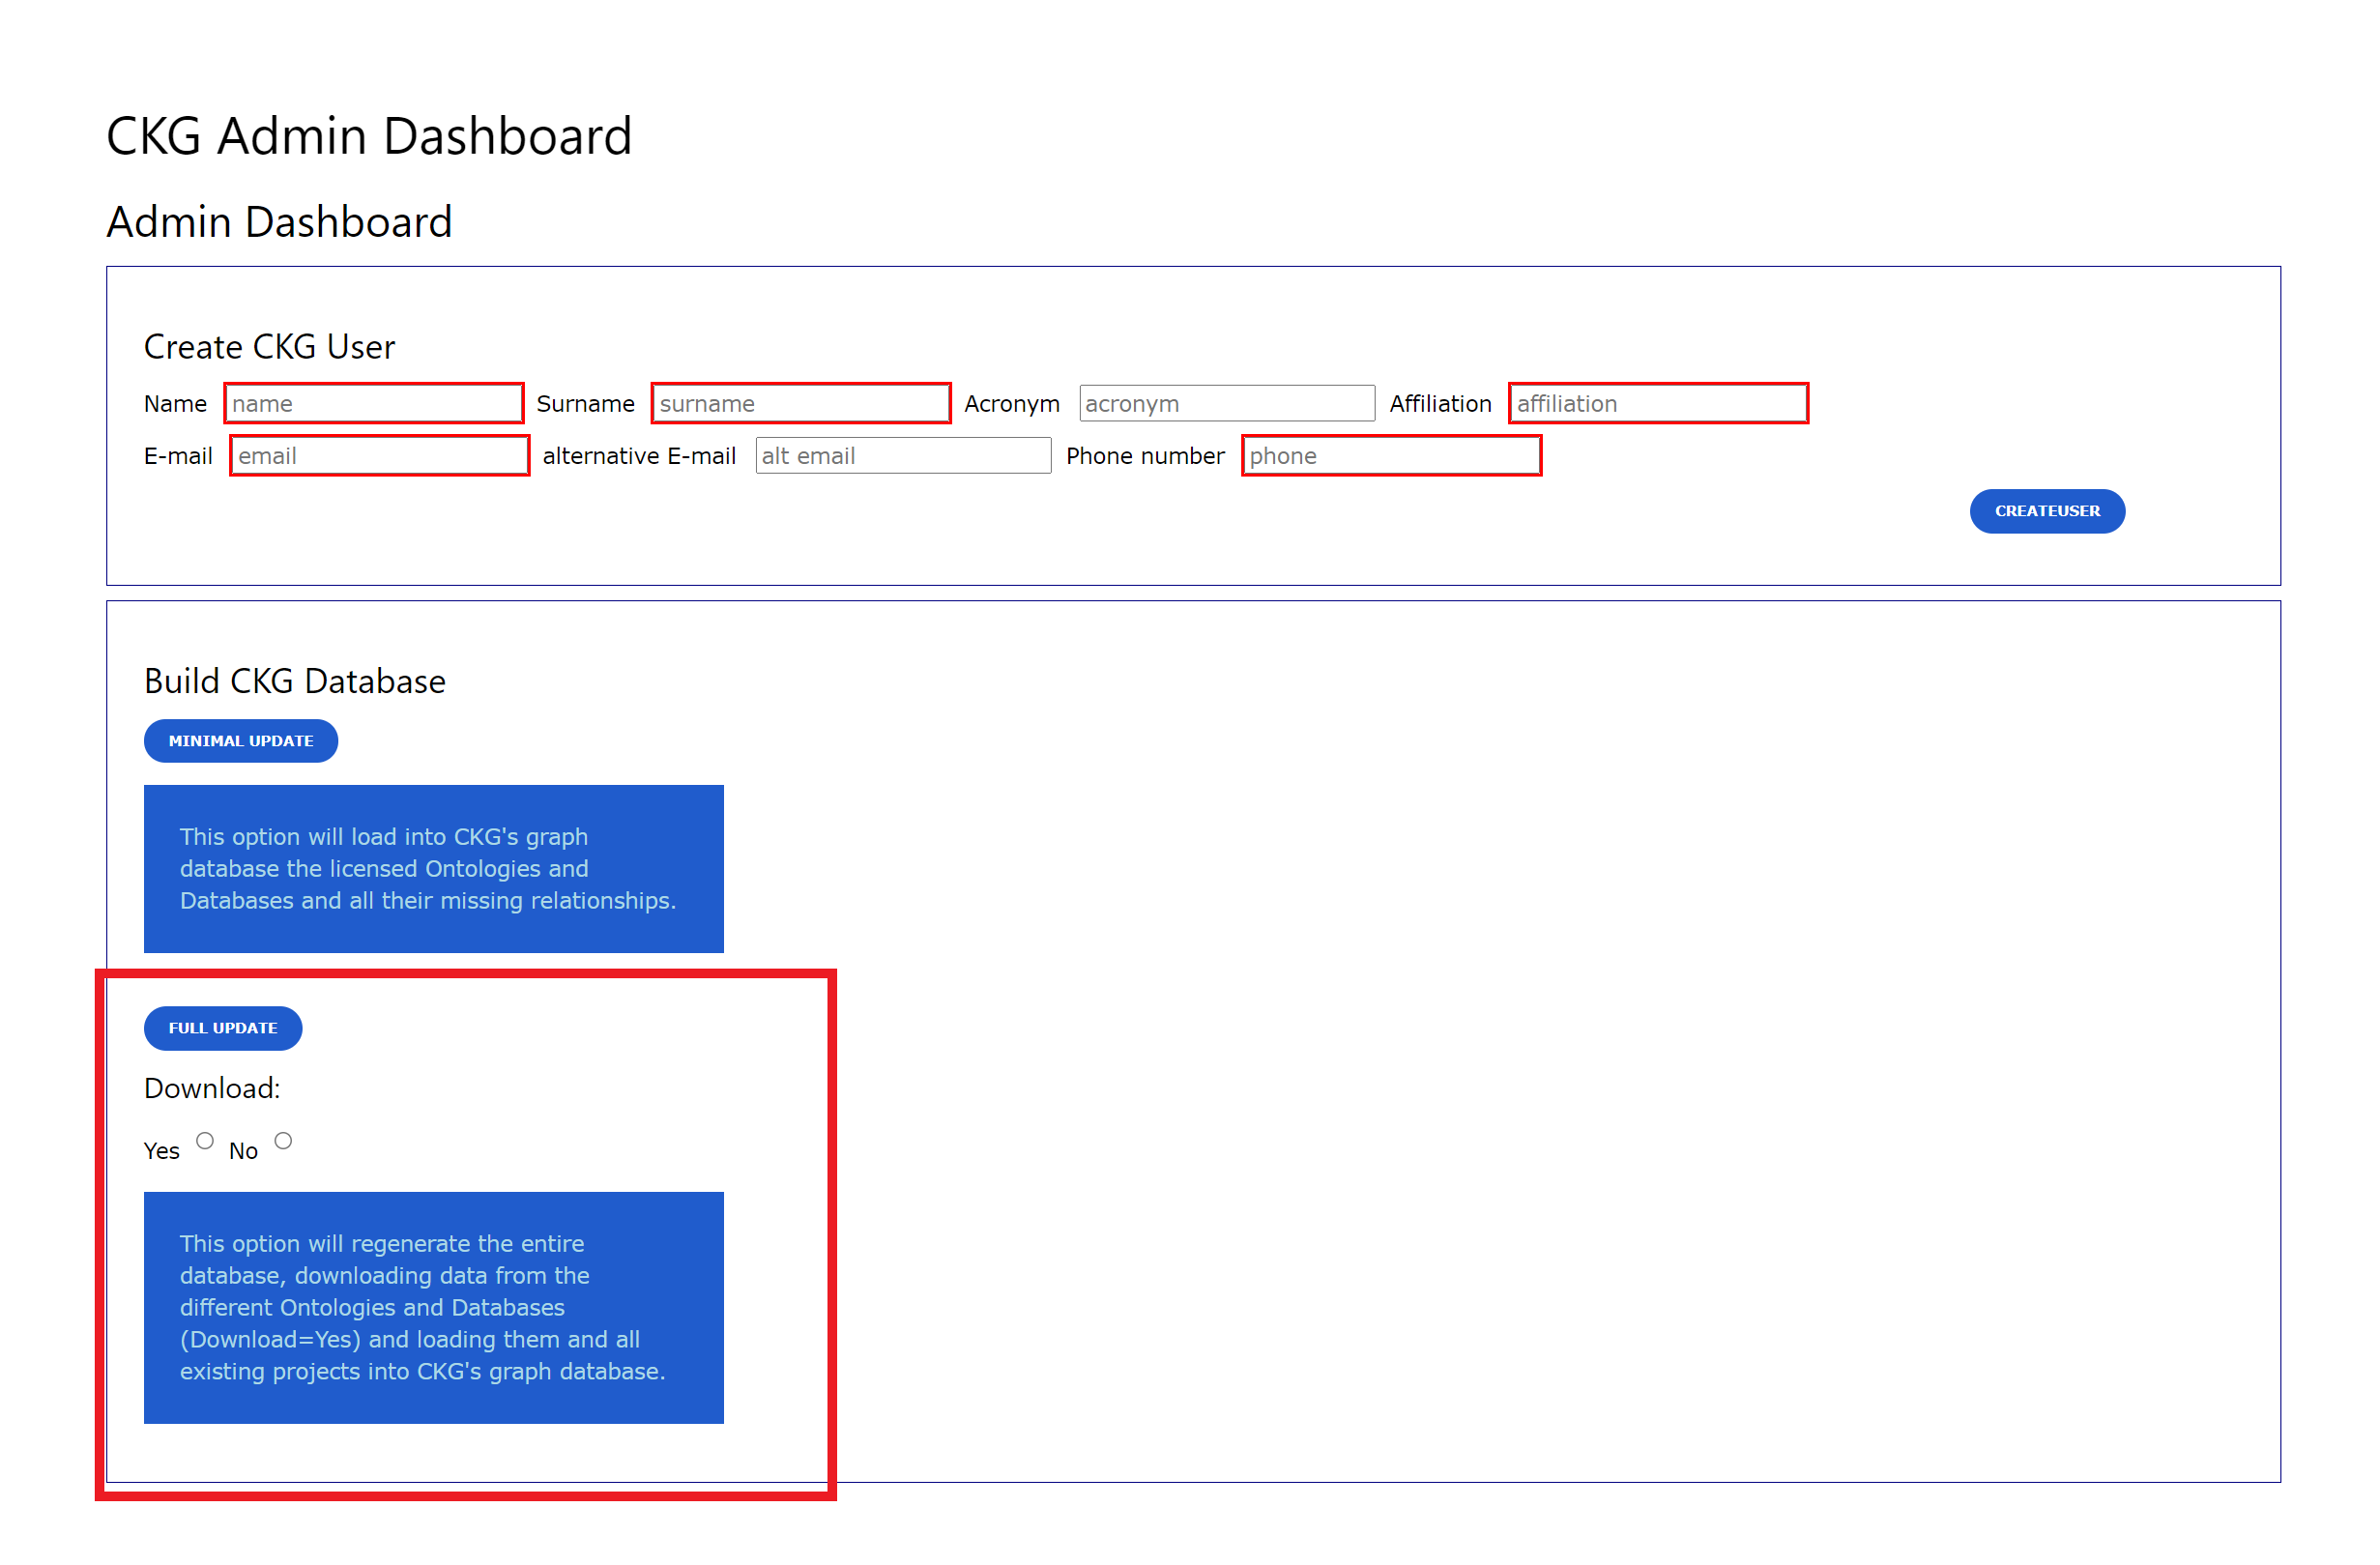 CKG Admin Dashboard
Admin Dashboard
Create CKG User
Name name Surname surname Acronym acronym Affiliation affiliation
E-mail email alternative E-mail alt email Phone number phone
CREATEUSER
Build CKG Database
MINIMAL UPDATE
This option will load into CKG's graph
database the licensed Ontologies and
Databases and all their missing relationships.
FULL UPDATE
Download:
Yes No
This option will regenerate the entire
database, downloading data from the
different Ontologies and Databases
(Download=Yes) and loading them and all
existing projects into CKG's graph database.